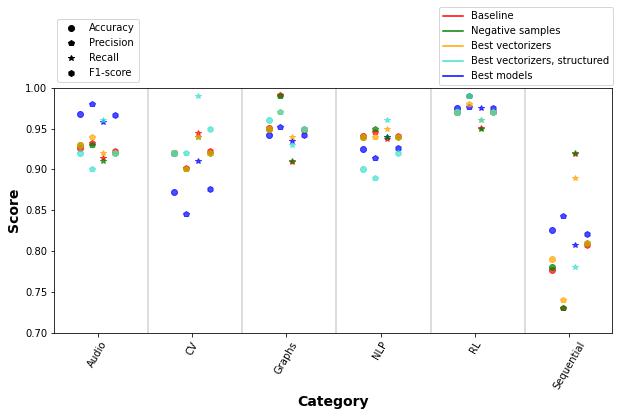 Accuracy
Precision
Recall
F1-score
Baseline
Negative samples
Best vectorizers
Best vectorizers, structured
Best models
1.00
0.95
0.90
0.85
0.80
0.75
0.70
Score
Audio
CV
Graphs
NLP
RL
Sequential
Category